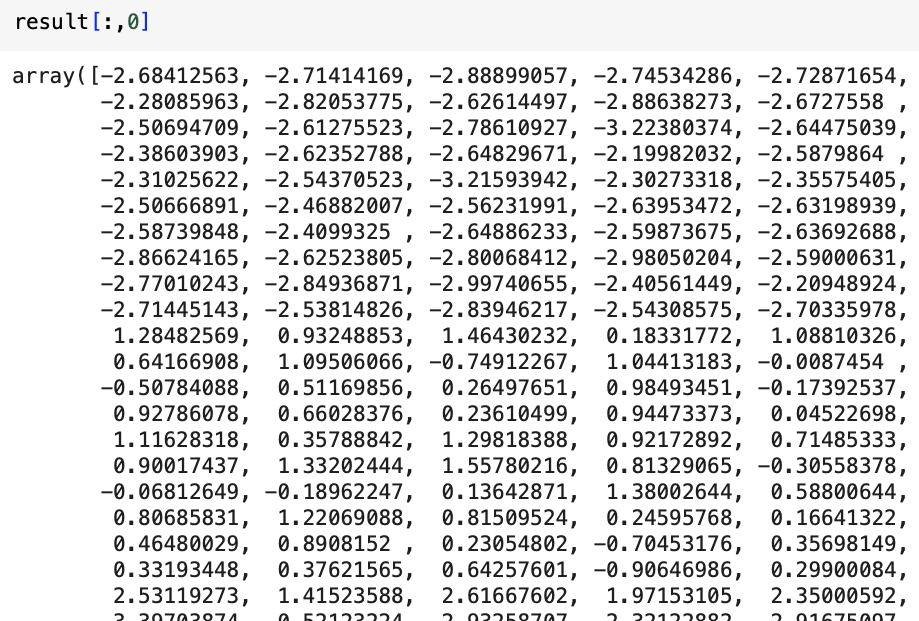 result[:,0]
array([-2.68412563, -2.71414169, -2.88899057, -2.74534286, -2.72871654,
-2.28085963, -2.82053775, -2.62614497, -2.88638273, -2.6727558 ,
-2.50694709, -2.61275523, -2.78610927, -3.22380374, -2.64475039,
-2.38603903, -2.62352788, -2.64829671, -2.19982032, -2.5879864 ,
-2.31025622, -2.54370523, -3.21593942, -2.30273318, -2.35575405,
-2.50666891, -2.46882007, -2.56231991, -2.63953472, -2.63198939,
-2.58739848, -2.4099325 , -2.64886233, -2.59873675, -2.63692688,
-2.86624165, -2.62523805, -2.80068412, -2.98050204, -2.59000631,
-2.77010243, -2.84936871, -2.99740655, -2.40561449, -2.20948924,
-2.71445143, -2.53814826, -2.83946217, -2.54308575, -2.70335978,
1.28482569, 0.93248853, 1.46430232, 0.18331772, 1.08810326,
0.64166908, 1.09506066, -0.74912267, 1.04413183, -0.0087454 ,
-0.50784088, 0.51169856, 0.26497651, 0.98493451, -0.17392537,
0.92786078, 0.66028376, 0.23610499, 0.94473373, 0.04522698,
1.11628318, 0.35788842, 1.29818388, 0.92172892, 0.71485333,
0.90017437, 1.33202444, 1.55780216, 0.81329065, -0.30558378,
-0.06812649, -0.18962247, 0.13642871, 1.38002644, 0.58800644,
0.80685831, 1.22069088, 0.81509524, 0.24595768, 0.16641322,
0.46480029, 0.8908152 , 0.23054802, -0.70453176, 0.35698149,
0.33193448, 0.37621565, 0.64257601, -0.90646986, 0.29900084,
2.53119273, 1.41523588, 2.61667602, 1.97153105, 2.35000592,